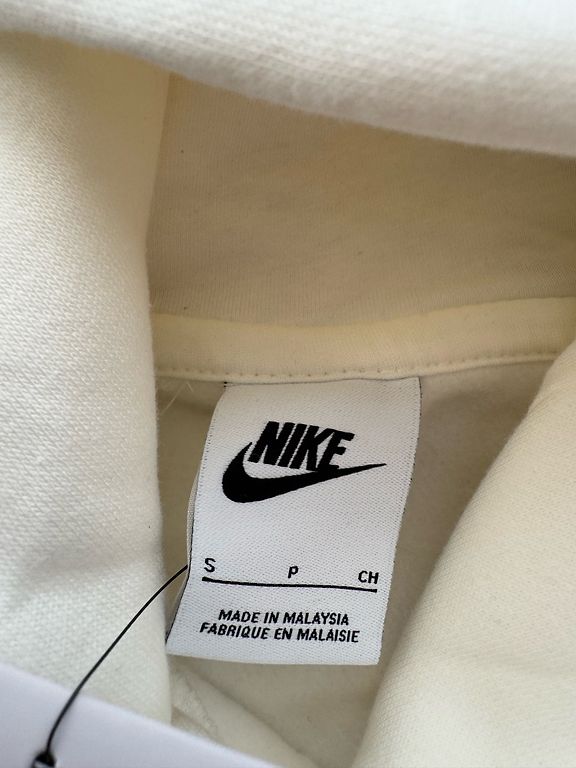 NIKE
S P CH
MADE IN MALAYSIA
FABRIQUE EN MALAISIE